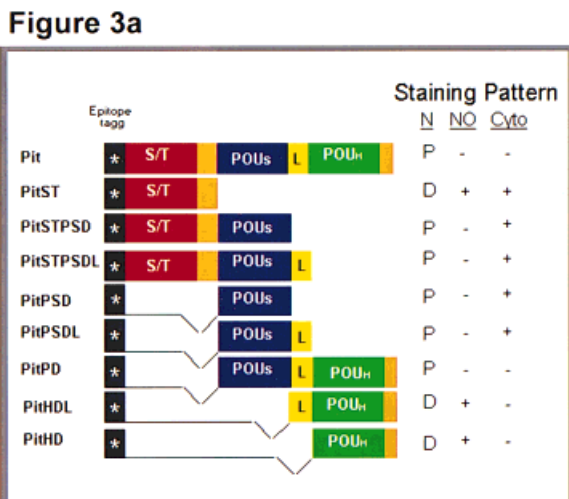 Figure 3a
Staining Pattern
Epitope
tagg
N NO Cyto
Pit * S/T POUs L POUH P - -
PitST * S/T D + +
PitSTPSD * S/T POUs P - +
PitSTPSDL * S/T POUs L P - +
PitPSD * POUs P - +
PitPSDL * POUs L P - +
PitPD * POUs L POUH P - -
PitHDL * L POUH D + -
PitHD * POUH D + -